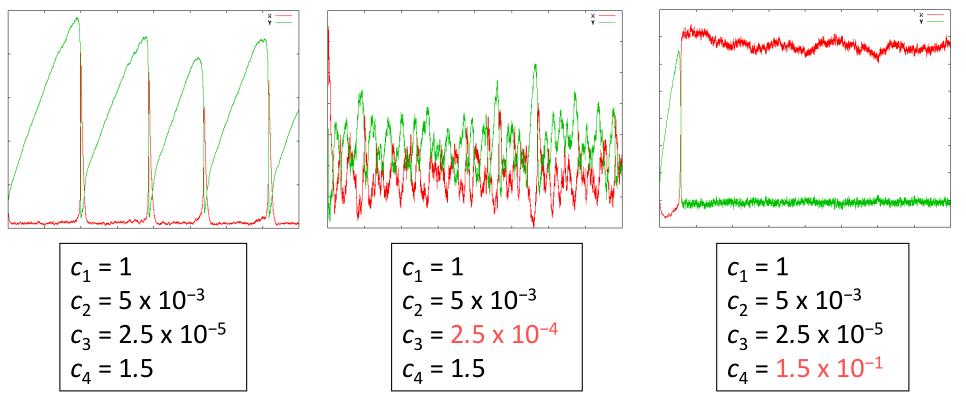 X
Y
X
Y
X
Y
c₁ = 1
c₂ = 5 x 10⁻³
c₃ = 2.5 x 10⁻⁵
c₄ = 1.5
c₁ = 1
c₂ = 5 x 10⁻³
c₃ = 2.5 x 10⁻⁴
c₄ = 1.5
c₁ = 1
c₂ = 5 x 10⁻³
c₃ = 2.5 x 10⁻⁵
c₄ = 1.5 x 10⁻¹